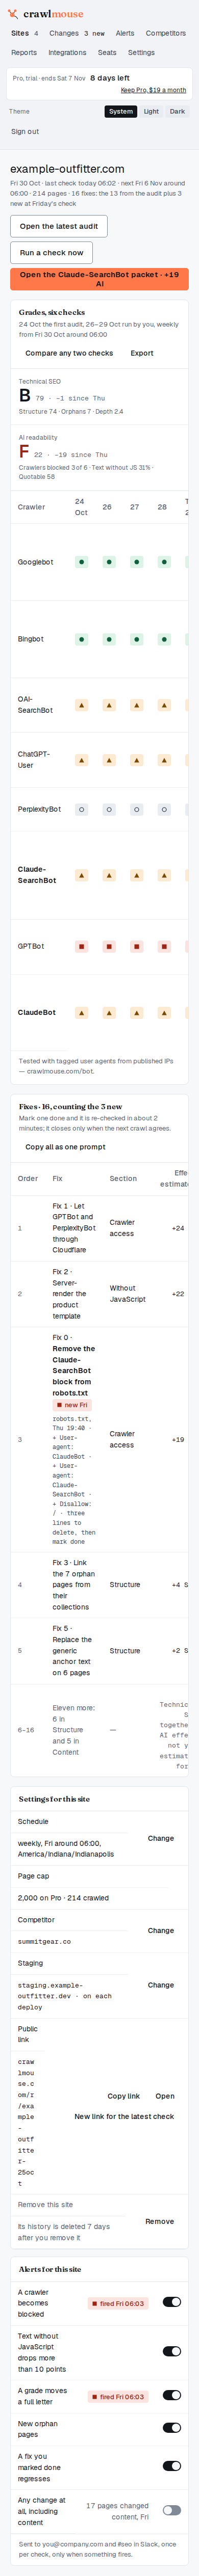 crawlmouse
Sites 4 Changes 3 new Alerts Competitors
Reports Integrations Seats Settings
Pro, trial · ends Sat 7 Nov 8 days left
Keep Pro, $19 a month
Theme System Light Dark
Sign out
example-outfitter.com
Fri 30 Oct · last check today 06:02 · next Fri 6 Nov around
06:00 · 214 pages · 16 fixes: the 13 from the audit plus 3
new at Friday's check
Open the latest audit
Run a check now
Open the Claude-SearchBot packet · +19
AI
Grades, six checks
24 Oct the first audit, 26–29 Oct run by you, weekly
from Fri 30 Oct around 06:00
Compare any two checks Export
Technical SEO
B 79 · −1 since Thu
Structure 74 · Orphans 7 · Depth 2.4
AI readability
F 22 · −19 since Thu
Crawlers blocked 3 of 6 · Text without JS 31% ·
Quotable 58
Crawler 24 Oct 26 27 28
Googlebot
Bingbot
OAI-
SearchBot
ChatGPT-
User
PerplexityBot
Claude-
SearchBot
GPTBot
ClaudeBot
Tested with tagged user agents from published IPs
— crawlmouse.com/bot.
Fixes · 16, counting the 3 new
Mark one done and it is re-checked in about 2
minutes; it closes only when the next crawl agrees.
Copy all as one prompt
Order Fix Section
1 Fix 1 · Let GPTBot and PerplexityBot through Cloudflare Crawler access +24
2 Fix 2 · Server-render the product template Without JavaScript +22
3 Fix 0 · Remove the Claude-SearchBot block from robots.txt
new Fri
robots.txt, Thu 19:40 · + User-agent: ClaudeBot · + User-agent: Claude-SearchBot · + Disallow: / · three lines to delete, then mark done
Crawler access +19
4 Fix 3 · Link the 7 orphan pages from their collections Structure +4 S
5 Fix 5 · Replace the generic anchor text on 6 pages Structure +2 S
6–16 Eleven more: 6 in Structure and 5 in Content —
Settings for this site
Schedule
weekly, Fri around 06:00,
America/Indiana/Indianapolis
Change
Page cap
2,000 on Pro · 214 crawled
Competitor
summitgear.co
Change
Staging
staging.example-
outfitter.dev · on each
deploy
Change
Public
link
craw
lmou
se.c
om/r
/exa
mple
-
outf
itte
r-
25oc
t
Copy link Open
New link for the latest check
Remove this site
Its history is deleted 7 days
after you remove it
Remove
Alerts for this site
A crawler
becomes
blocked
fired Fri 06:03
Text without
JavaScript
drops more
than 10 points
A grade moves
a full letter
fired Fri 06:03
New orphan
pages
A fix you
marked done
regresses
Any change at
all, including
content
17 pages changed
content, Fri
Sent to you@company.com and #seo in Slack, once
per check, only when something fires.